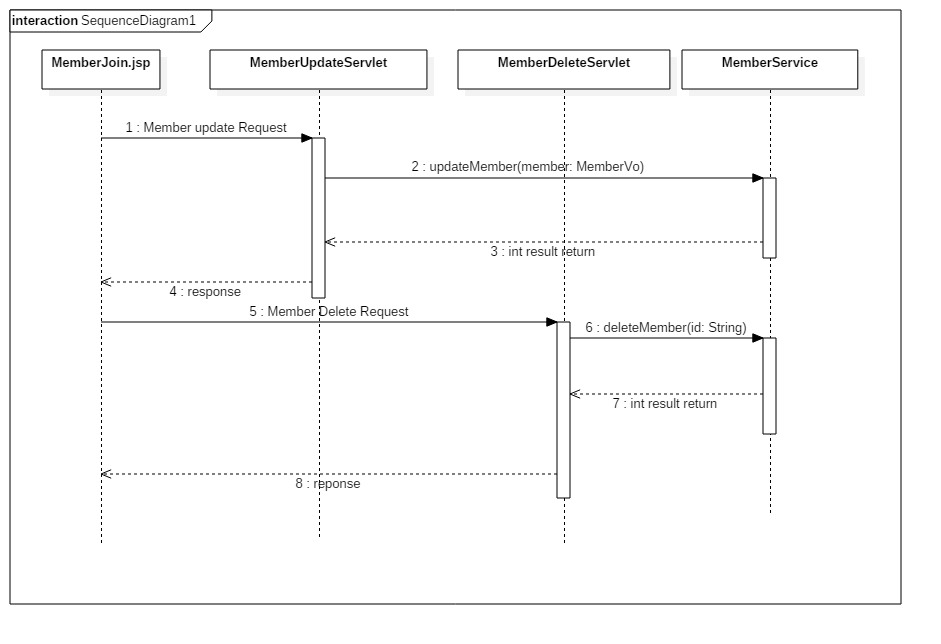 interaction SequenceDiagram1
MemberJoin.jsp
MemberUpdateServlet
MemberDeleteServlet
MemberService
1 : Member update Request
2 : updateMember(member: MemberVo)
3 : int result return
4 : response
5 : Member Delete Request
6 : deleteMember(id: String)
7 : int result return
8 : reponse